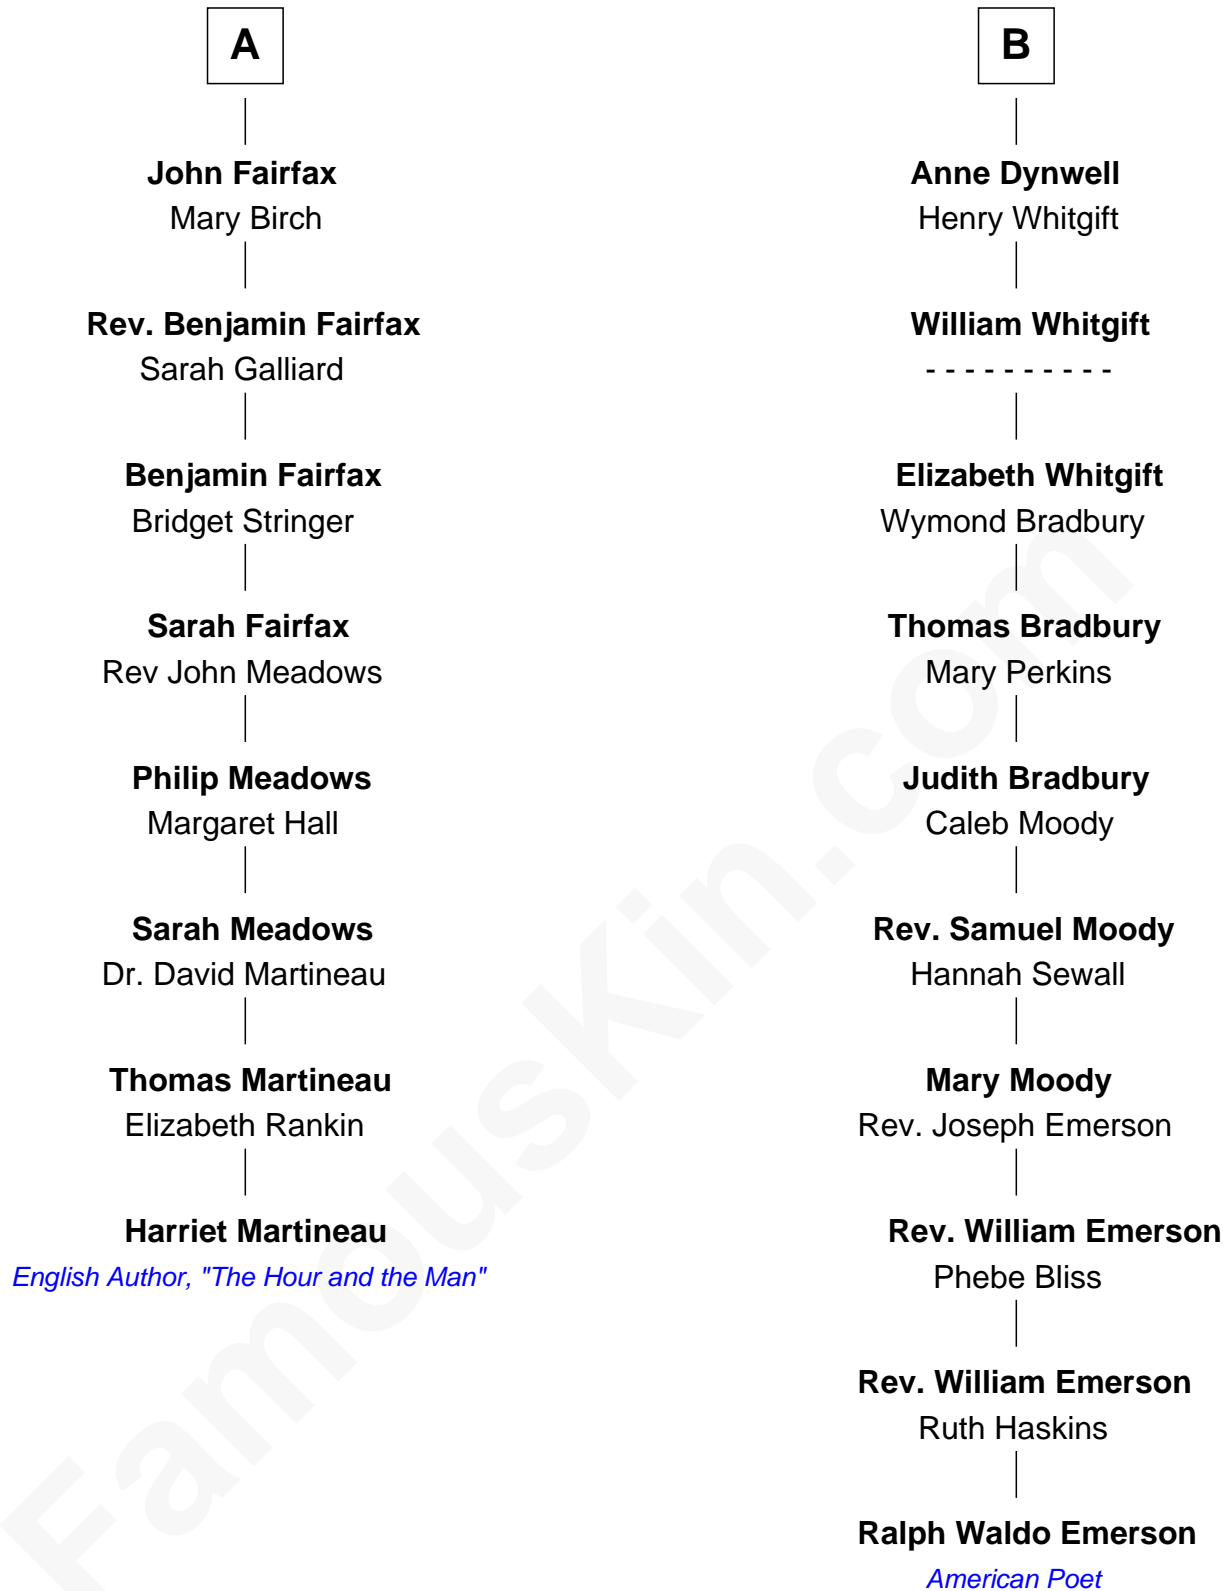 A
John Fairfax
Mary Birch
Rev. Benjamin Fairfax
Sarah Galliard
Benjamin Fairfax
Bridget Stringer
Sarah Fairfax
Rev John Meadows
Philip Meadows
Margaret Hall
Sarah Meadows
Dr. David Martineau
Thomas Martineau
Elizabeth Rankin
Harriet Martineau
English Author, "The Hour and the Man"
B
Anne Dynwell
Henry Whitgift
William Whitgift
- - - - - - - - - -
Elizabeth Whitgift
Wymond Bradbury
Thomas Bradbury
Mary Perkins
Judith Bradbury
Caleb Moody
Rev. Samuel Moody
Hannah Sewall
Mary Moody
Rev. Joseph Emerson
Rev. William Emerson
Phebe Bliss
Rev. William Emerson
Ruth Haskins
Ralph Waldo Emerson
American Poet
FamousKin.com